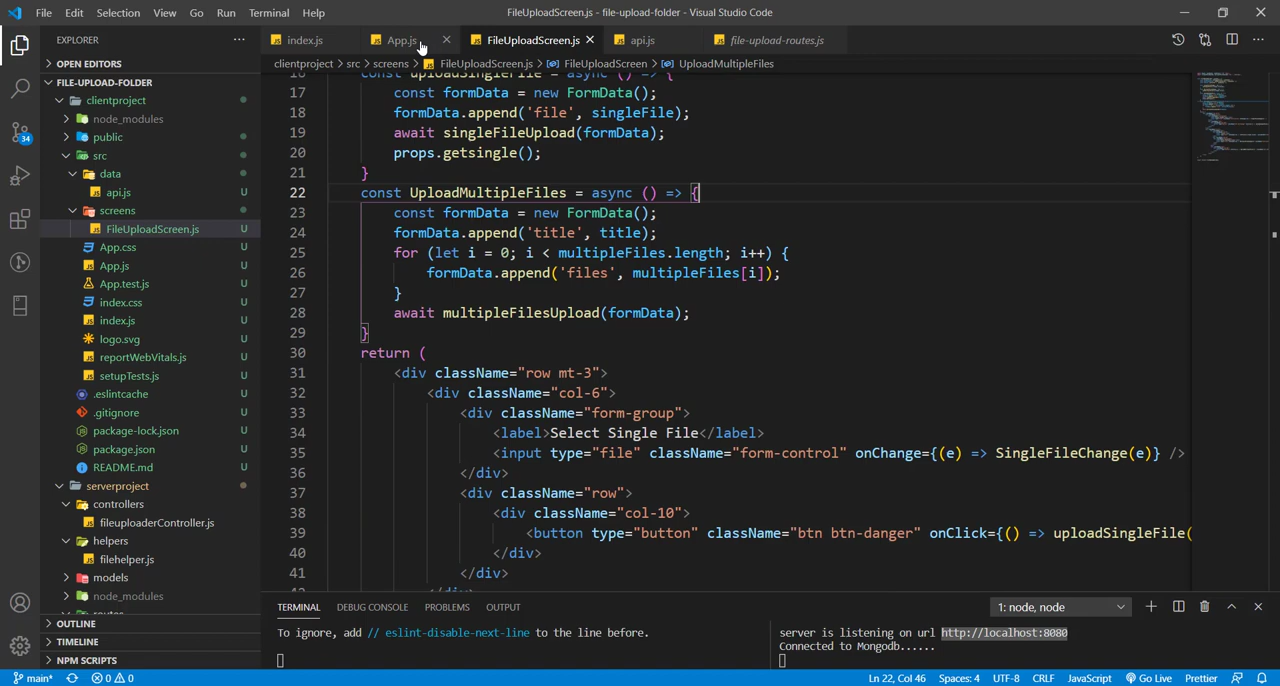 File Edit Selection View Go Run Terminal Help
FileUploadScreen.js - file-upload-folder - Visual Studio Code
EXPLORER
OPEN EDITORS
FILE-UPLOAD-FOLDER
clientproject
node_modules
public
src
data
api.js U
screens
FileUploadScreen.js U
App.css U
App.js U
App.test.js U
index.css U
index.js U
logo.svg U
reportWebVitals.js U
setupTests.js U
.eslintcache U
.gitignore U
package-lock.json U
package.json U
README.md U
serverproject
controllers
fileuploaderController.js U
helpers
filehelper.js U
models
node_modules
routes
OUTLINE
TIMELINE
NPM SCRIPTS
34
index.js App.js FileUploadScreen.js api.js file-upload-routes.js
clientproject > src > screens > FileUploadScreen.js > FileUploadScreen > UploadMultipleFiles
16 const uploadSingleFile = async () => {
17 const formData = new FormData();
18 formData.append('file', singleFile);
19 await singleFileUpload(formData);
20 props.getsingle();
21 }
22 const UploadMultipleFiles = async () => {
23 const formData = new FormData();
24 formData.append('title', title);
25 for (let i = 0; i < multipleFiles.length; i++) {
26 formData.append('files', multipleFiles[i]);
27 }
28 await multipleFilesUpload(formData);
29 }
30 return (
31 <div className="row mt-3">
32 <div className="col-6">
33 <div className="form-group">
34 <label>Select Single File</label>
35 <input type="file" className="form-control" onChange={(e) => SingleFileChange(e)} />
36 </div>
37 <div className="row">
38 <div className="col-10">
39 <button type="button" className="btn btn-danger" onClick={() => uploadSingleFile(
40 </div>
41 </div>
TERMINAL DEBUG CONSOLE PROBLEMS OUTPUT
1: node, node
To ignore, add // eslint-disable-next-line to the line before.
server is listening on url http://localhost:8080
Connected to Mongodb......
main* 0 0
Ln 22, Col 46 Spaces: 4 UTF-8 CRLF JavaScript Go Live Prettier